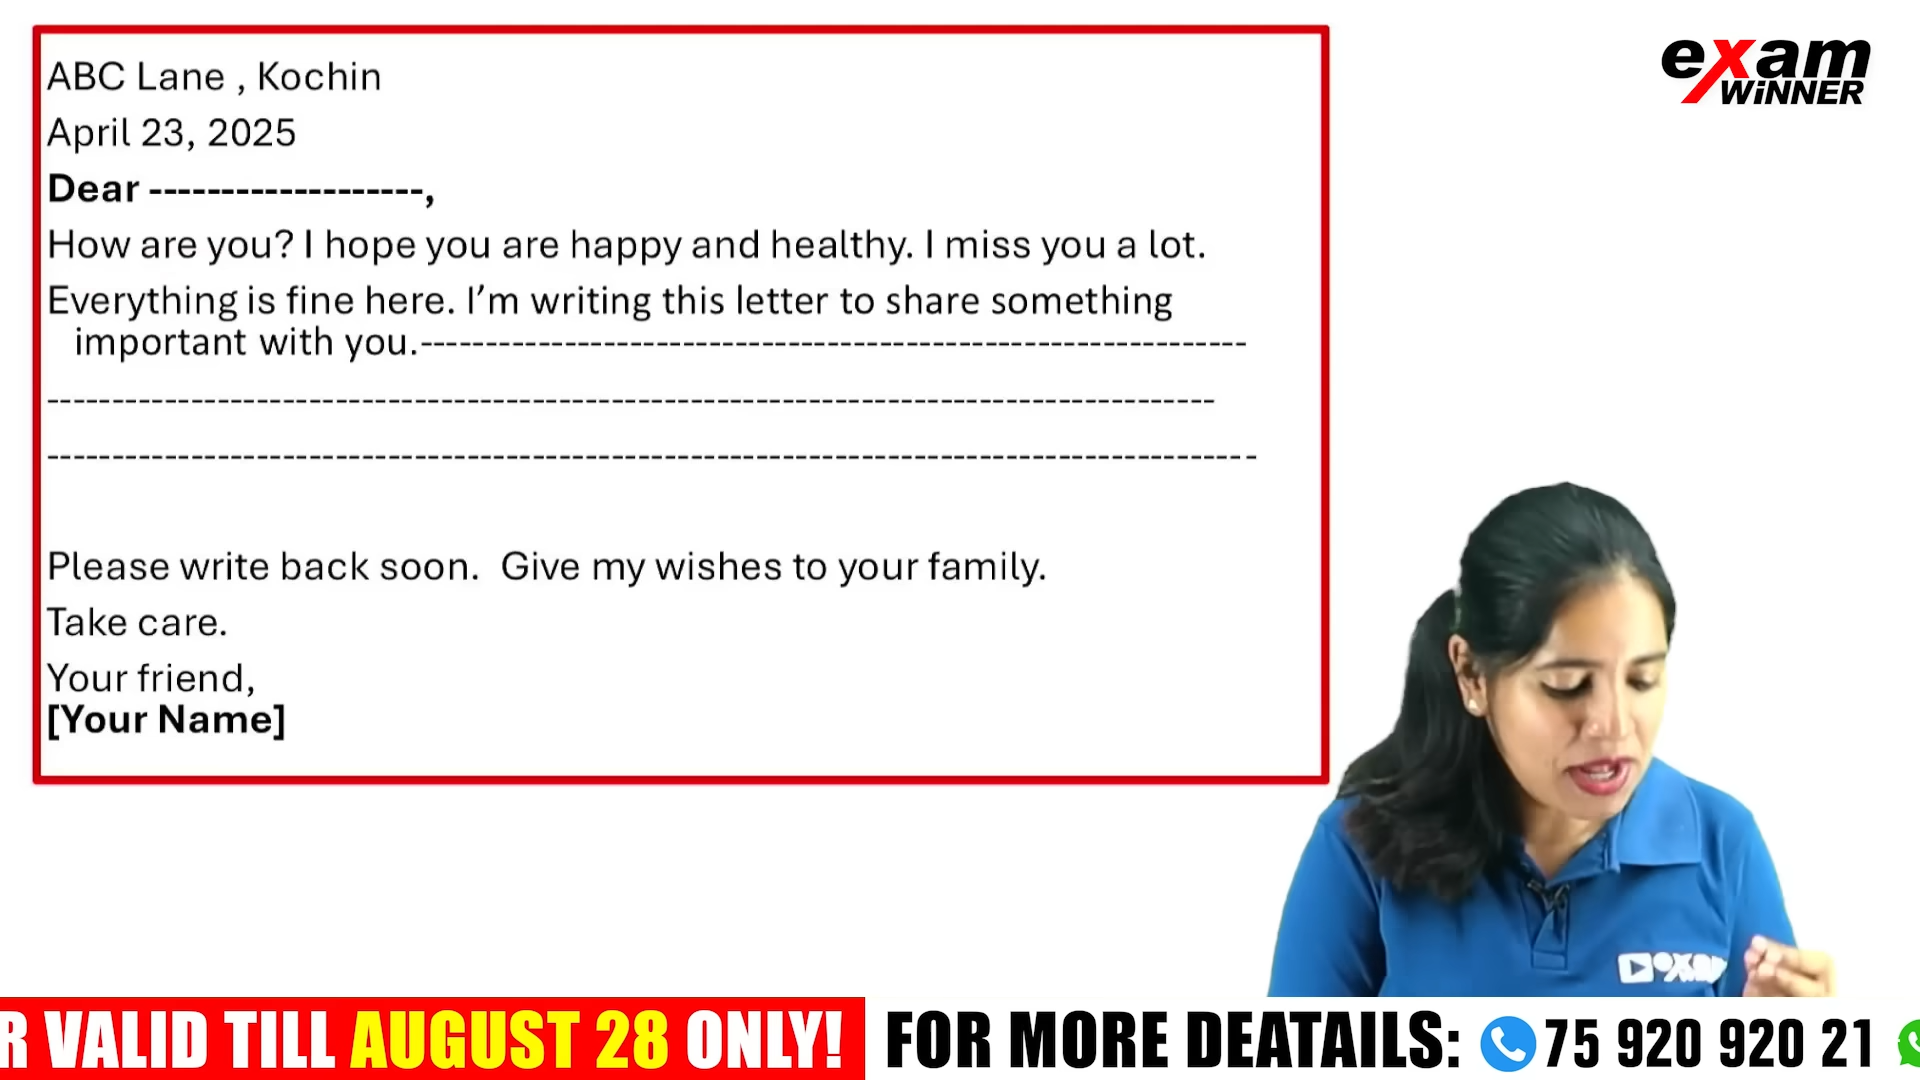 ABC Lane , Kochin
April 23, 2025
Dear -------------------,
How are you? I hope you are happy and healthy. I miss you a lot.
Everything is fine here. I’m writing this letter to share something
important with you.----------------------------------------------------------------
------------------------------------------------------------------------------------------
---------------------------------------------------------------------------------------------
Please write back soon. Give my wishes to your family.
Take care.
Your friend,
[Your Name]
exam
WiNNER
R VALID TILL AUGUST 28 ONLY! FOR MORE DEATAILS: 75 920 920 21